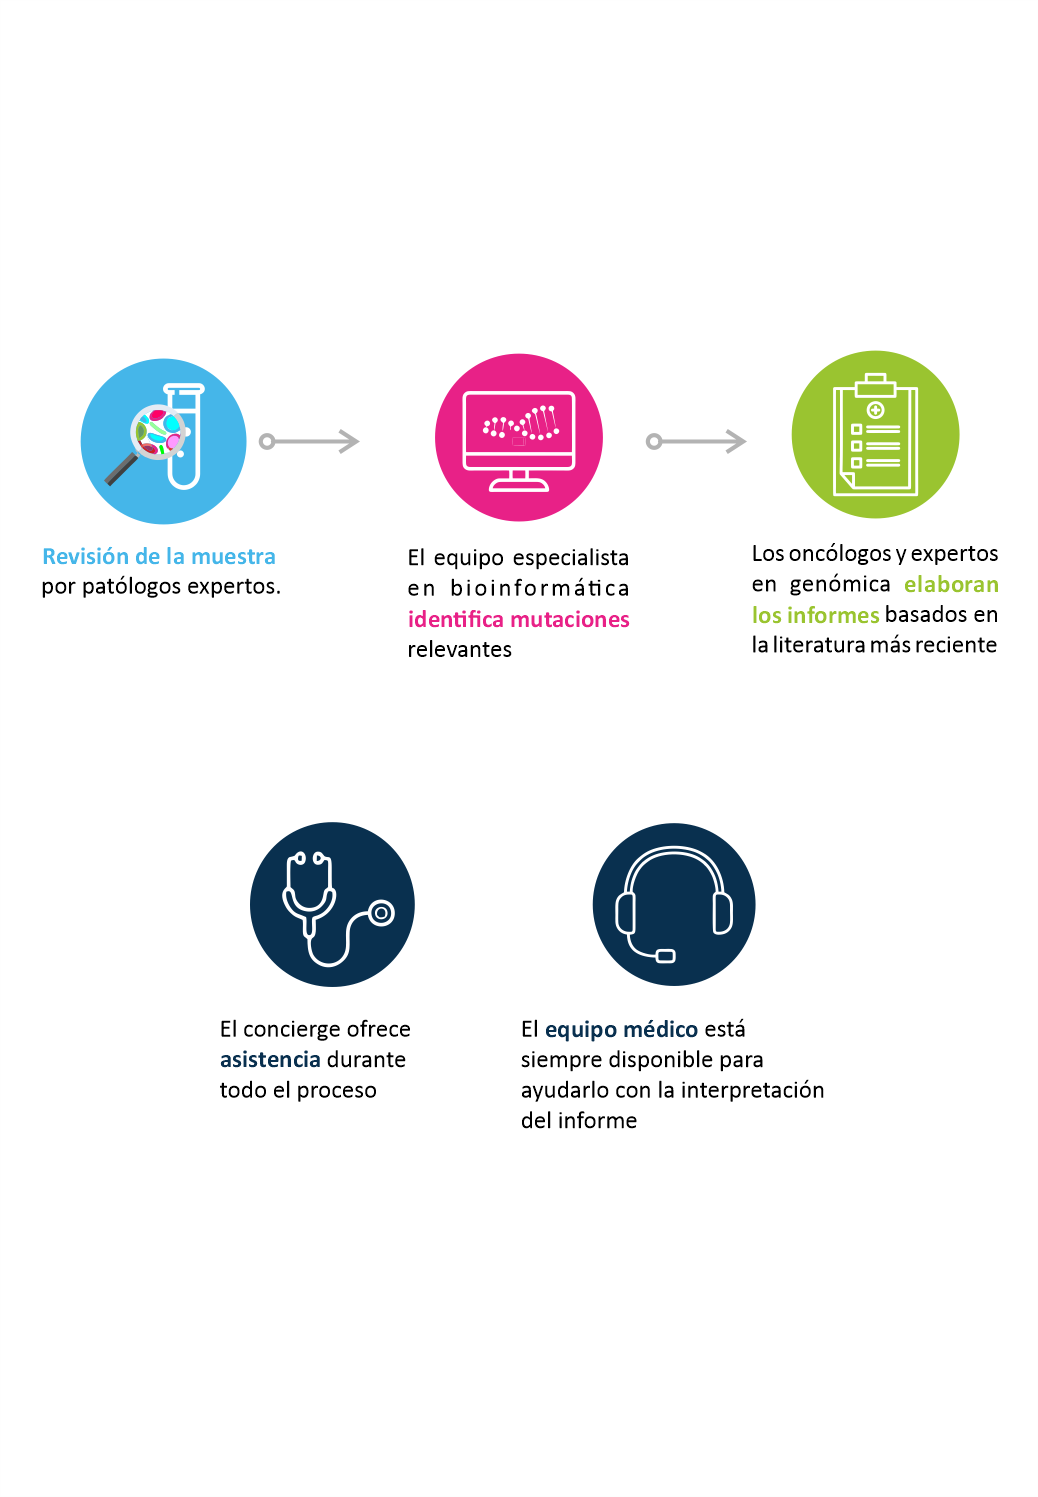 Revisión de la muestra
por patólogos expertos.
El equipo especialista
en bioinformática
identifica mutaciones
relevantes
Los oncólogos y expertos
en genómica elaboran
los informes basados en
la literatura más reciente
El concierge ofrece
asistencia durante
todo el proceso
El equipo médico está
siempre disponible para
ayudarlo con la interpretación
del informe